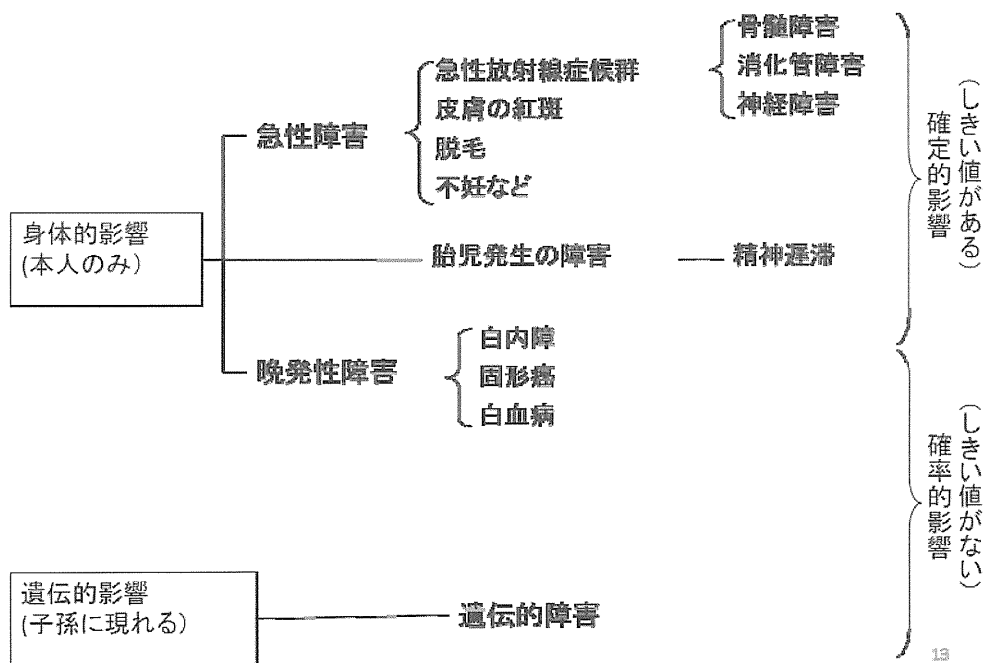 身体的影響
(本人のみ)
急性障害
急性放射線症候群
皮膚の紅斑
脱毛
不妊など
骨髄障害
消化管障害
神経障害
胎児発生の障害
精神遅滞
晩発性障害
白内障
固形癌
白血病
(しきい値がある)
確定的影響
(しきい値がない)
確率的影響
遺伝的影響
(子孫に現れる)
遺伝的障害
13